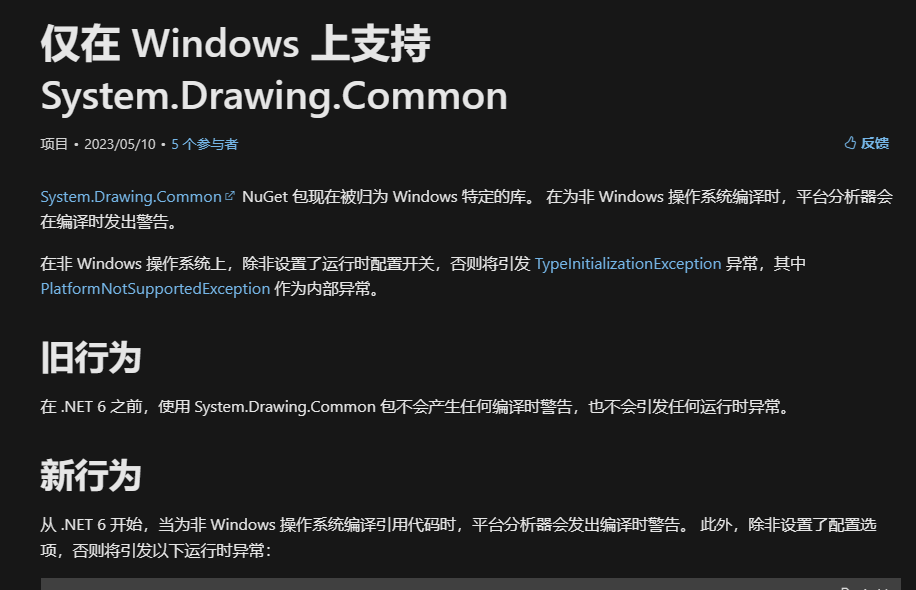 仅在 Windows 上支持
System.Drawing.Common
项目 • 2023/05/10 • 5 个参与者
反馈
System.Drawing.Common NuGet 包现在被归为 Windows 特定的库。 在为非 Windows 操作系统编译时，平台分析器会
在编译时发出警告。
在非 Windows 操作系统上，除非设置了运行时配置开关，否则将引发 TypeInitializationException 异常，其中
PlatformNotSupportedException 作为内部异常。
旧行为
在 .NET 6 之前，使用 System.Drawing.Common 包不会产生任何编译时警告，也不会引发任何运行时异常。
新行为
从 .NET 6 开始，当为非 Windows 操作系统编译引用代码时，平台分析器会发出编译时警告。 此外，除非设置了配置选
项，否则将引发以下运行时异常：